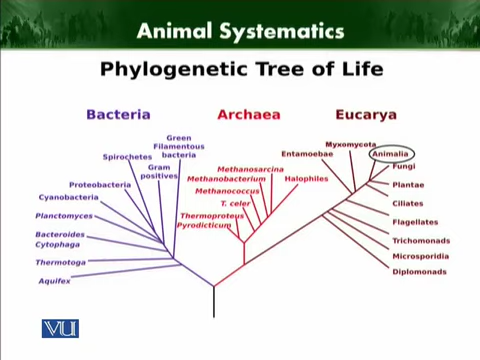 Animal Systematics
Phylogenetic Tree of Life
Bacteria
Archaea
Eucarya
Green
Filamentous
bacteria
Spirochetes
Gram
positives
Proteobacteria
Cyanobacteria
Planctomyces
Bacteroides
Cytophaga
Thermotoga
Aquifex
Methanosarcina
Methanobacterium
Halophiles
Methanococcus
T. celer
Thermoproteus
Pyrodicticum
Entamoebae
Myxomycota
Animalia
Fungi
Plantae
Ciliates
Flagellates
Trichomonads
Microsporidia
Diplomonads
VU